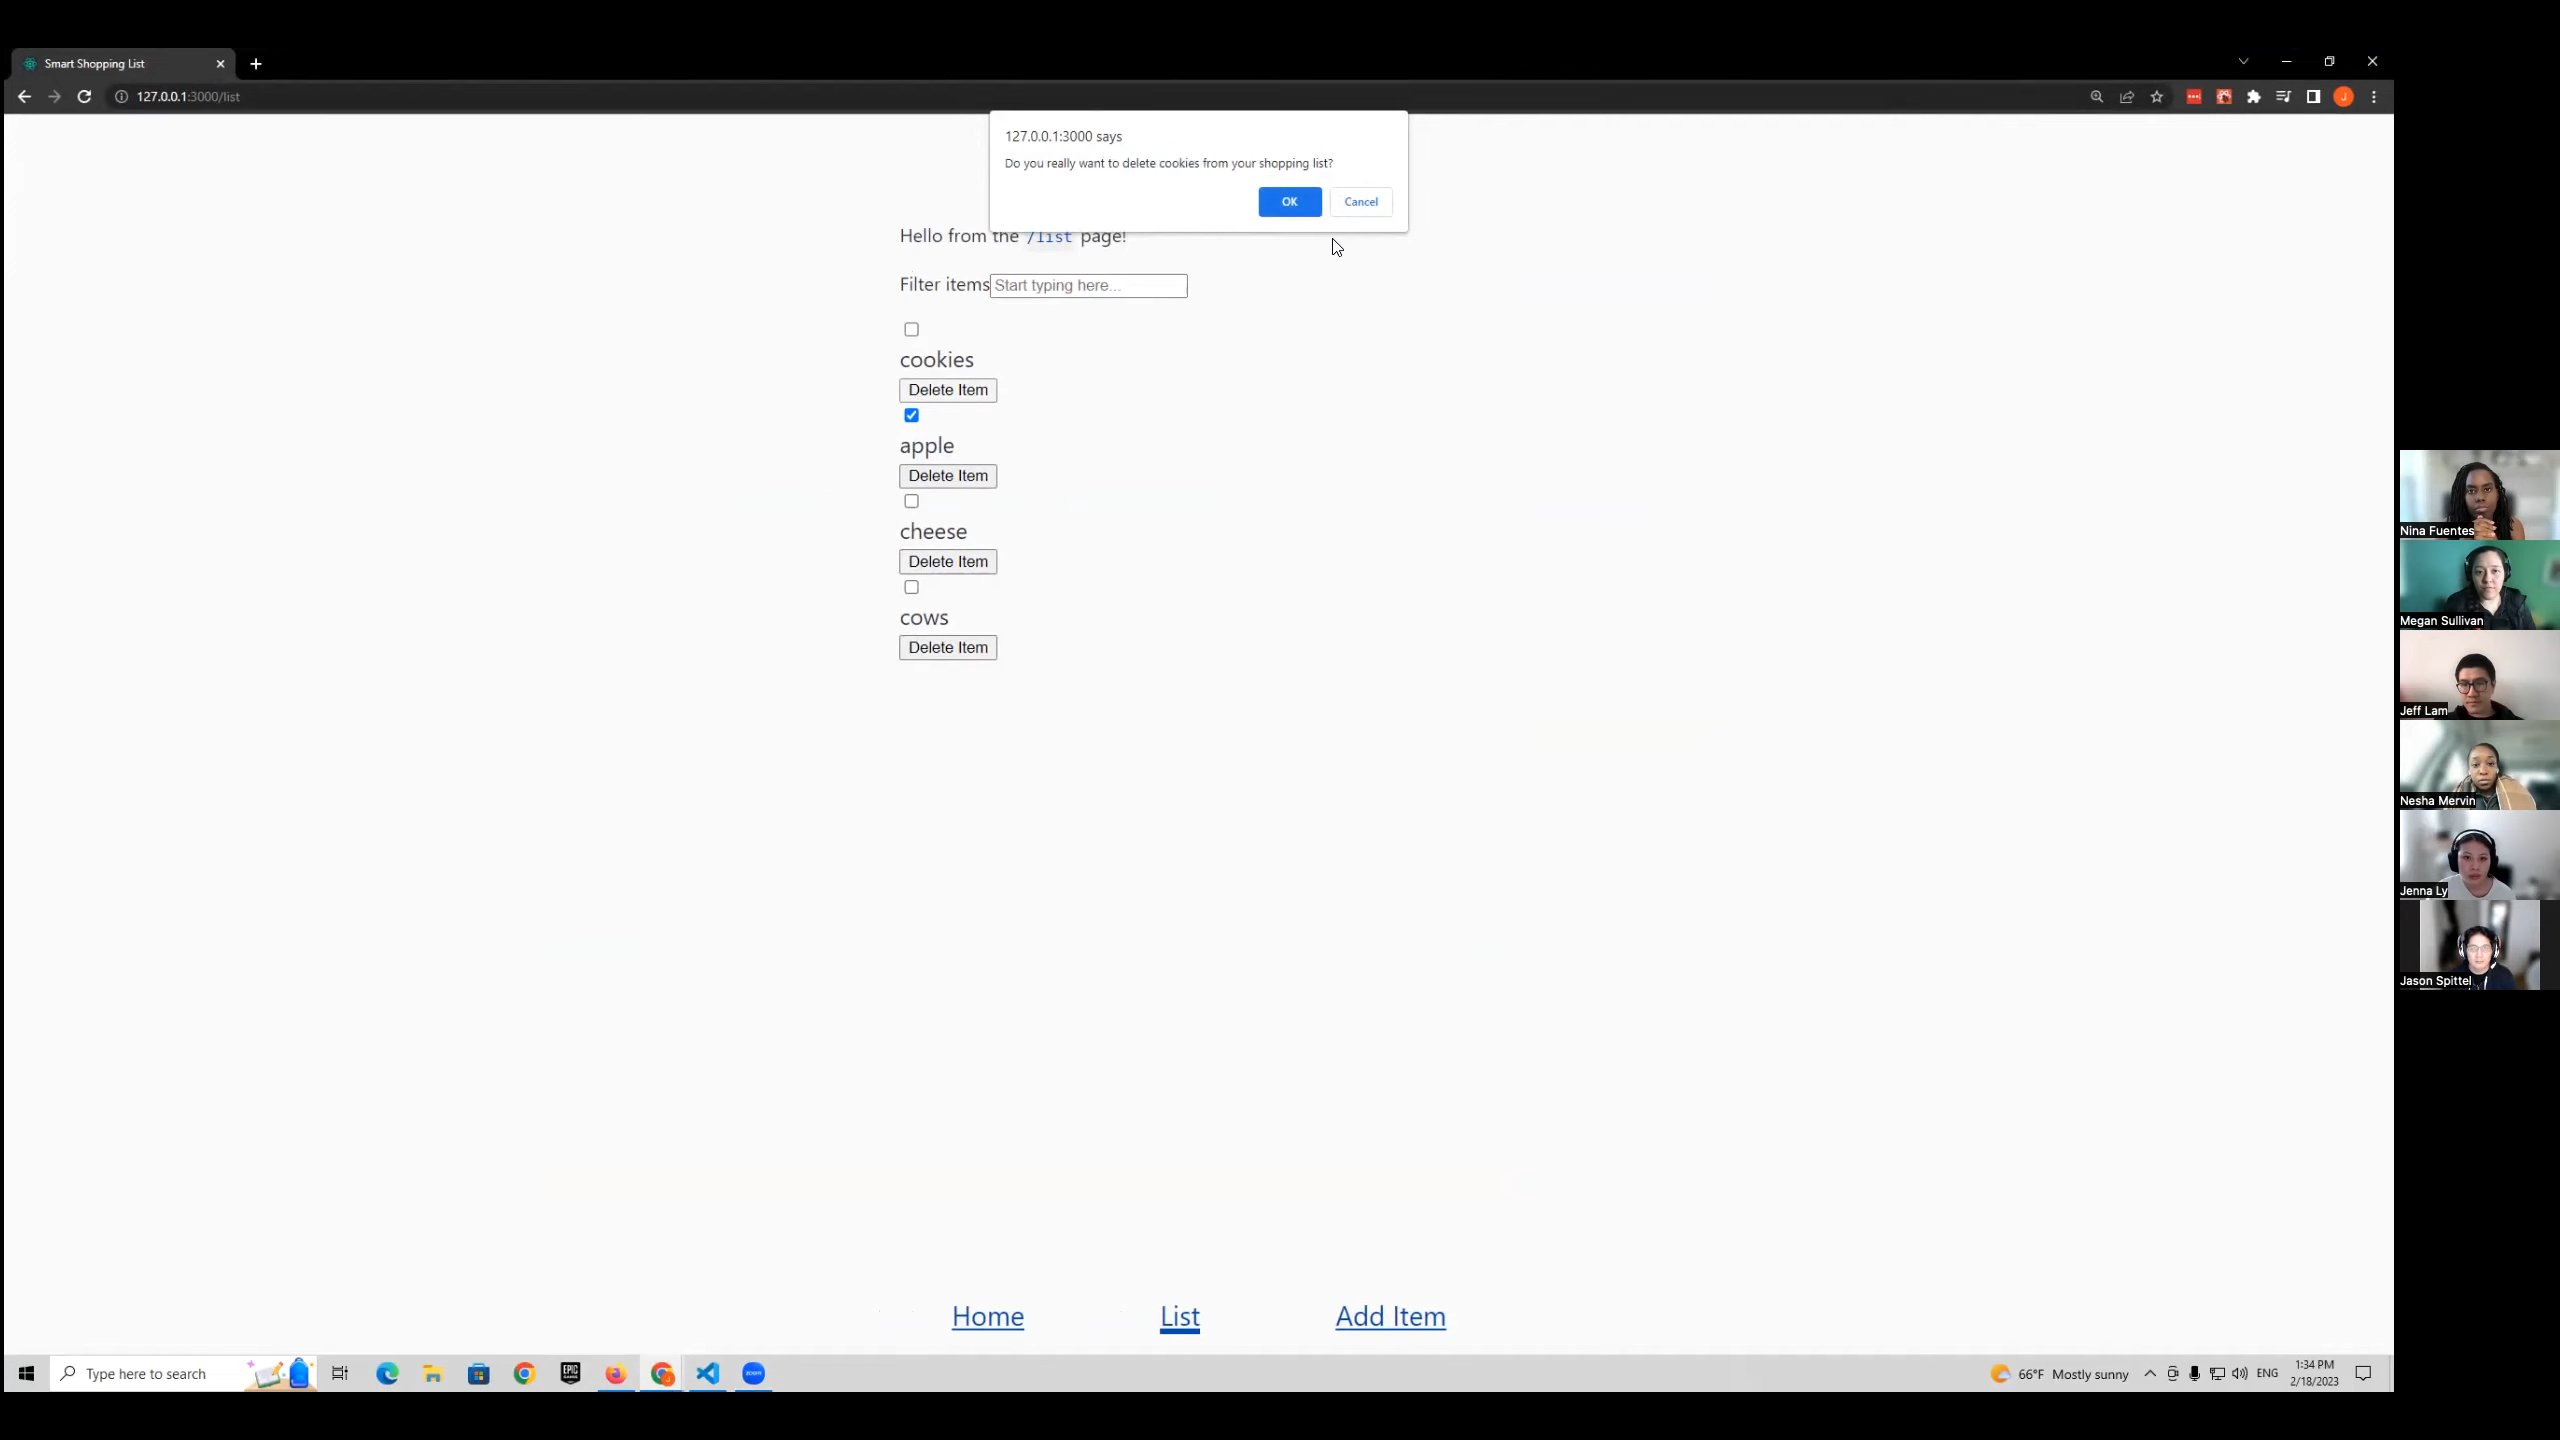 Smart Shopping List
127.0.0.1:3000/list
127.0.0.1:3000 says
Do you really want to delete cookies from your shopping list?
OK
Cancel
Hello from the /list page!
Filter items
Start typing here...
cookies
Delete Item
apple
Delete Item
cheese
Delete Item
cows
Delete Item
Home
List
Add Item
Nina Fuentes
Megan Sullivan
Jeff Lam
Nesha Mervin
Jenna Ly
Jason Spittel
Type here to search
EPIC
GAMES
zoom
66°F Mostly sunny
ENG
1:34 PM
2/18/2023
J